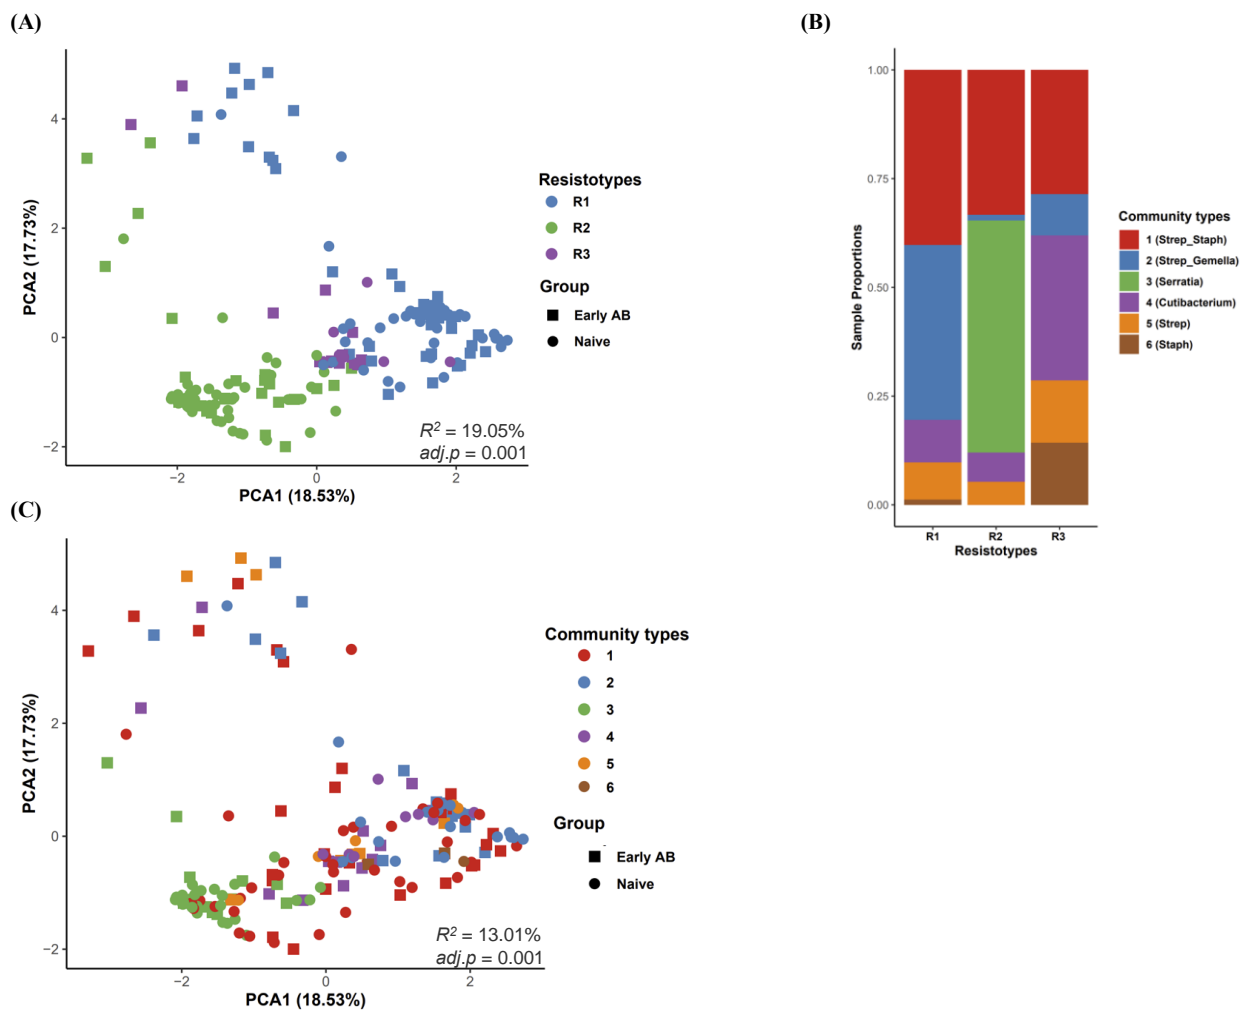 (A)
4
2
0
−2
PCA2 (17.73%)
−2
0
2
PCA1 (18.53%)
R² = 19.05%
adj.p = 0.001
Resistotypes
R1
R2
R3
Group
Early AB
Naive
(B)
1.00
0.75
0.50
0.25
0.00
Sample Proportions
R1
R2
R3
Resistotypes
Community types
1 (Strep_Staph)
2 (Strep_Gemella)
3 (Serratia)
4 (Cutibacterium)
5 (Strep)
6 (Staph)
(C)
4
2
0
−2
PCA2 (17.73%)
−2
0
2
PCA1 (18.53%)
R² = 13.01%
adj.p = 0.001
Community types
1
2
3
4
5
6
Group
Early AB
Naive